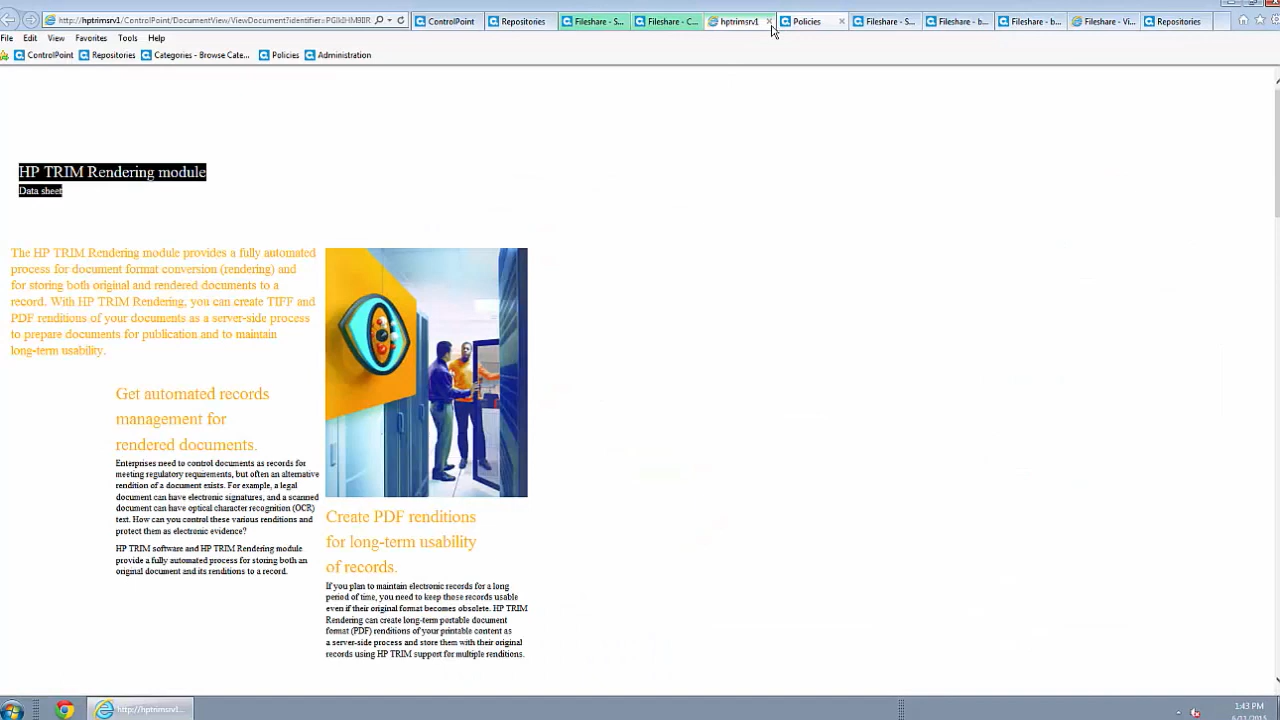 http://hptrimsrv1/ControlPoint/DocumentView/ViewDocument?identifier=
ControlPoint
Repositories
Fileshare - S...
Fileshare - C...
hptrimsrv1
Policies
Fileshare - S...
Fileshare - b...
Fileshare - b...
Fileshare - Vi...
Repositories
File Edit View Favorites Tools Help
ControlPoint Repositories Categories - Browse Cate... Policies Administration
HP TRIM Rendering module
Data sheet
The HP TRIM Rendering module provides a fully automated
process for document format conversion (rendering) and
for storing both original and rendered documents to a
record. With HP TRIM Rendering, you can create TIFF and
PDF renditions of your documents as a server-side process
to prepare documents for publication and to maintain
long-term usability.
Get automated records
management for
rendered documents.
Enterprises need to control documents as records for
meeting regulatory requirements, but often an alternative
rendition of a document exists. For example, a legal
document can have electronic signatures, and a scanned
document can have optical character recognition (OCR)
text. How can you control these various renditions and
protect them as electronic evidence?
HP TRIM software and HP TRIM Rendering module
provide a fully automated process for storing both an
original document and its renditions to a record.
Create PDF renditions
for long-term usability
of records.
If you plan to maintain electronic records for a long
period of time, you need to keep those records usable
even if their original format becomes obsolete. HP TRIM
Rendering can create long-term portable document
format (PDF) renditions of your printable content as
a server-side process and store them with their original
records using HP TRIM support for multiple renditions.
http://hptrimsrv1...
1:43 PM